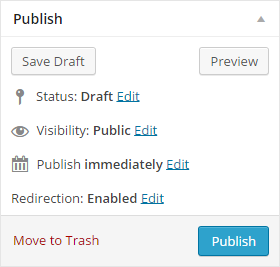 Publish
Save Draft Preview
Status: Draft Edit
Visibility: Public Edit
Publish immediately Edit
Redirection: Enabled Edit
Move to Trash Publish